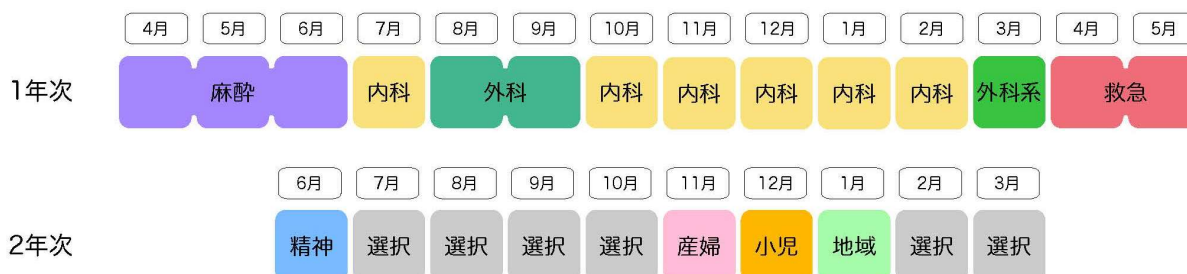 4月 5月 6月 7月 8月 9月 10月 11月 12月 1月 2月 3月 4月 5月
1年次 麻酔 内科 外科 内科 内科 内科 内科 内科 外科系 救急
6月 7月 8月 9月 10月 11月 12月 1月 2月 3月
2年次 精神 選択 選択 選択 選択 産婦 小児 地域 選択 選択